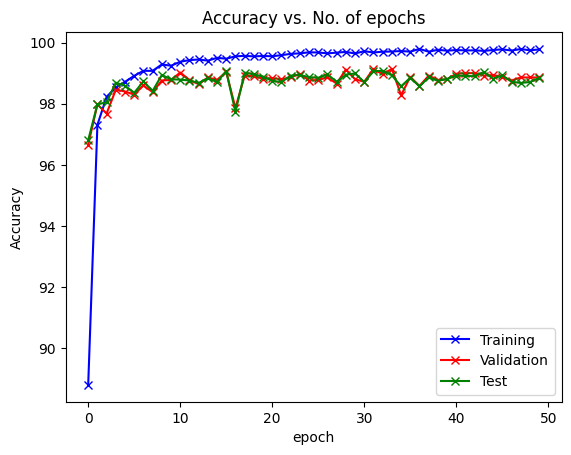 Accuracy vs. No. of epochs
100
98
96
94
92
90
Accuracy
0 10 20 30 40 50
epoch
Training
Validation
Test